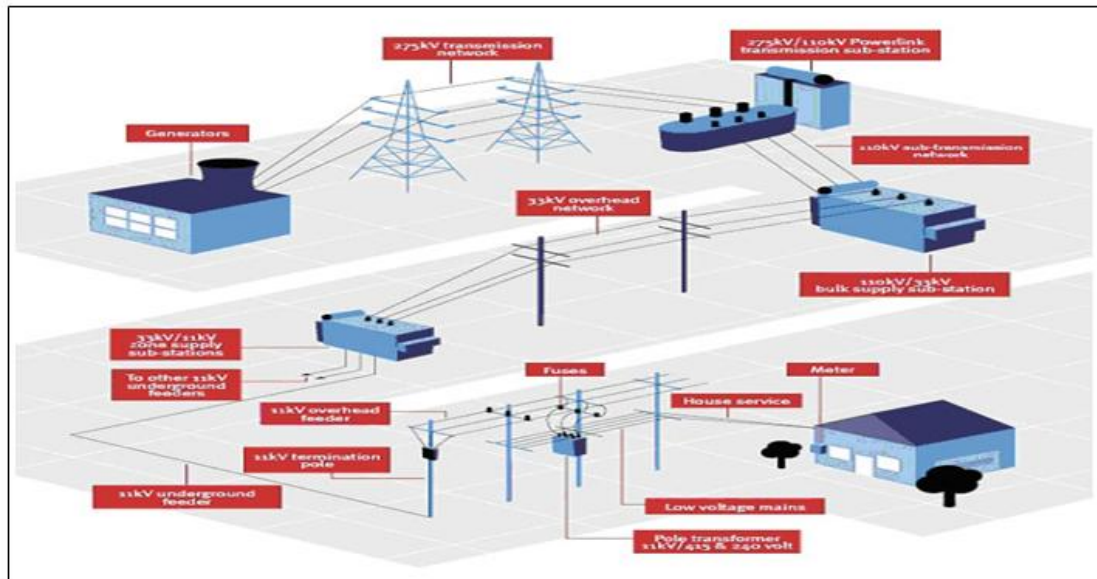 275kV transmission
network
275kV/110kV Powerlink
transmission sub-station
Generators
110kV sub-transmission
network
33kV overhead
network
110kV/33kV
bulk supply sub-station
33kV/11kV
zone supply
sub-stations
To other 11kV
underground
feeders
Fuses
Meter
11kV overhead
feeder
House service
11kV termination
pole
11kV underground
feeder
Low voltage mains
Pole transformer
11kV/415 & 240 volt